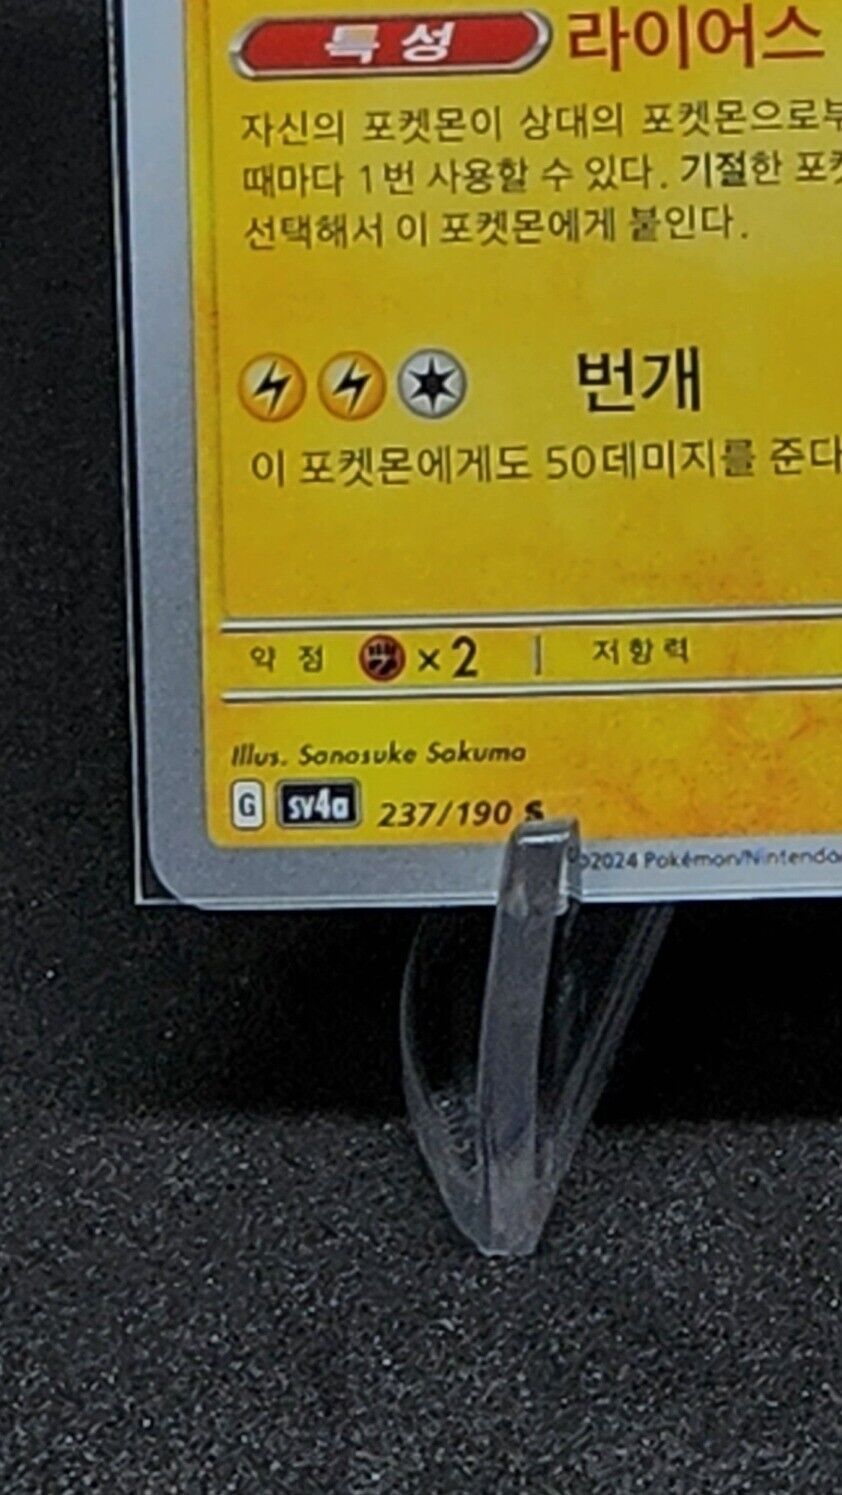 특성 라이어스
자신의 포켓몬이 상대의 포켓몬으로부
때마다 1번 사용할 수 있다. 기절한 포켓
선택해서 이 포켓몬에게 붙인다.
번개
이 포켓몬에게도 50데미지를 준다
약점 ×2 저항력
Illus. Sanosuke Sakuma
G sv4a 237/190 S
©2024 Pokémon/Nintendo